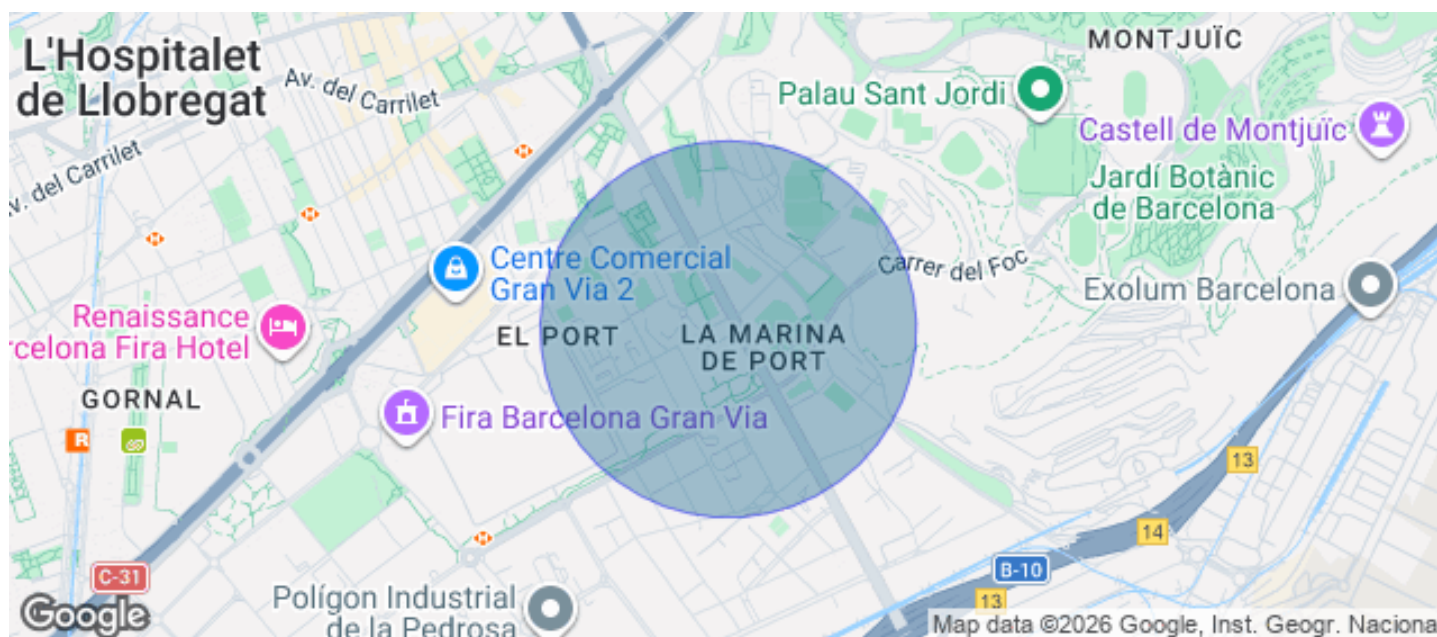 L'Hospitalet
de Llobregat
Av. del Carrilet
Av. del Carrilet
MONTJUÏC
Palau Sant Jordi
Castell de Montjuïc
Jardí Botànic
de Barcelona
Carrer del Foc
Exolum Barcelona
Centre Comercial
Gran Via 2
Renaissance
rcelona Fira Hotel
EL PORT
LA MARINA
DE PORT
GORNAL
Fira Barcelona Gran Via
R
13
14
B-10
13
C-31
Polígon Industrial
de la Pedrosa
Google
Map data ©2026 Google, Inst. Geogr. Naciona